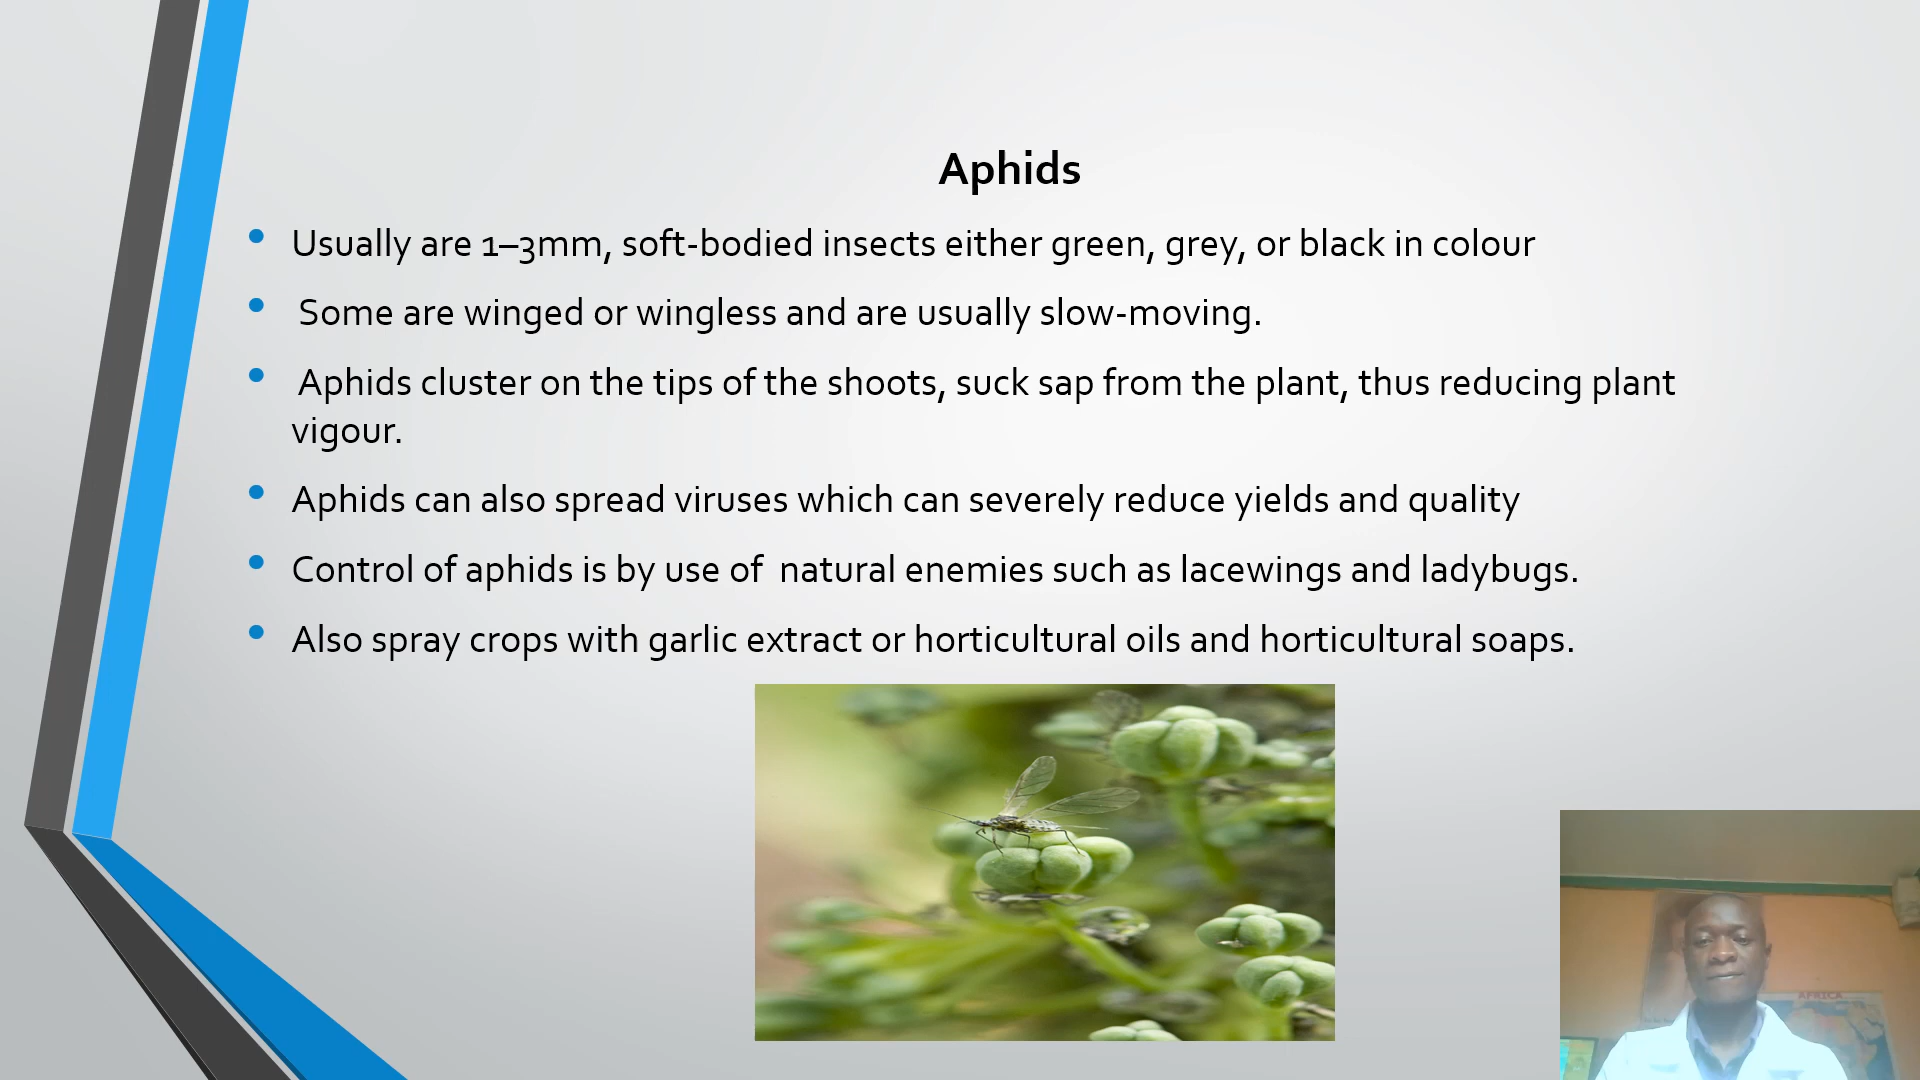 Aphids
• Usually are 1–3mm, soft-bodied insects either green, grey, or black in colour
• Some are winged or wingless and are usually slow-moving.
• Aphids cluster on the tips of the shoots, suck sap from the plant, thus reducing plant
vigour.
• Aphids can also spread viruses which can severely reduce yields and quality
• Control of aphids is by use of  natural enemies such as lacewings and ladybugs.
• Also spray crops with garlic extract or horticultural oils and horticultural soaps.
AFRICA